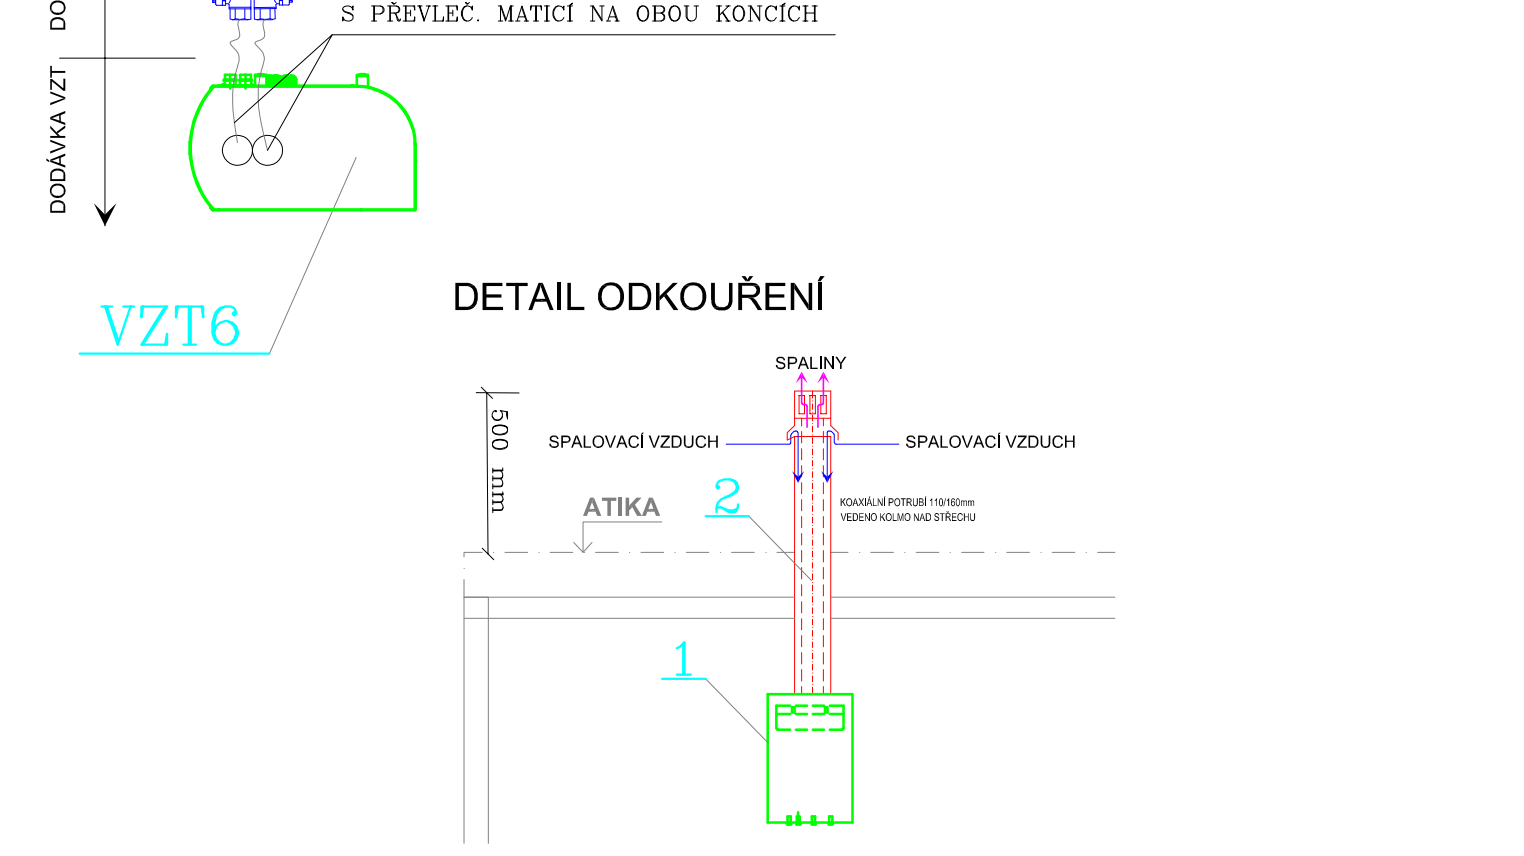 S PŘEVLEČ. MATICÍ NA OBOU KONCÍCH
DO
DODÁVKA VZT
VZT6
DETAIL ODKOUŘENÍ
SPALINY
500 mm
SPALOVACÍ VZDUCH
SPALOVACÍ VZDUCH
ATIKA
2
KOAXIÁLNÍ POTRUBÍ 110/160mm
VEDENO KOLMO NAD STŘECHU
1